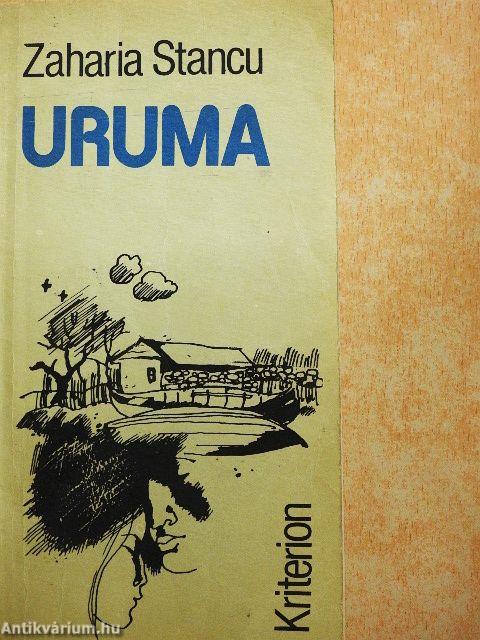 Zaharia Stancu
URUMA
Kriterion
Antikvárium.hu